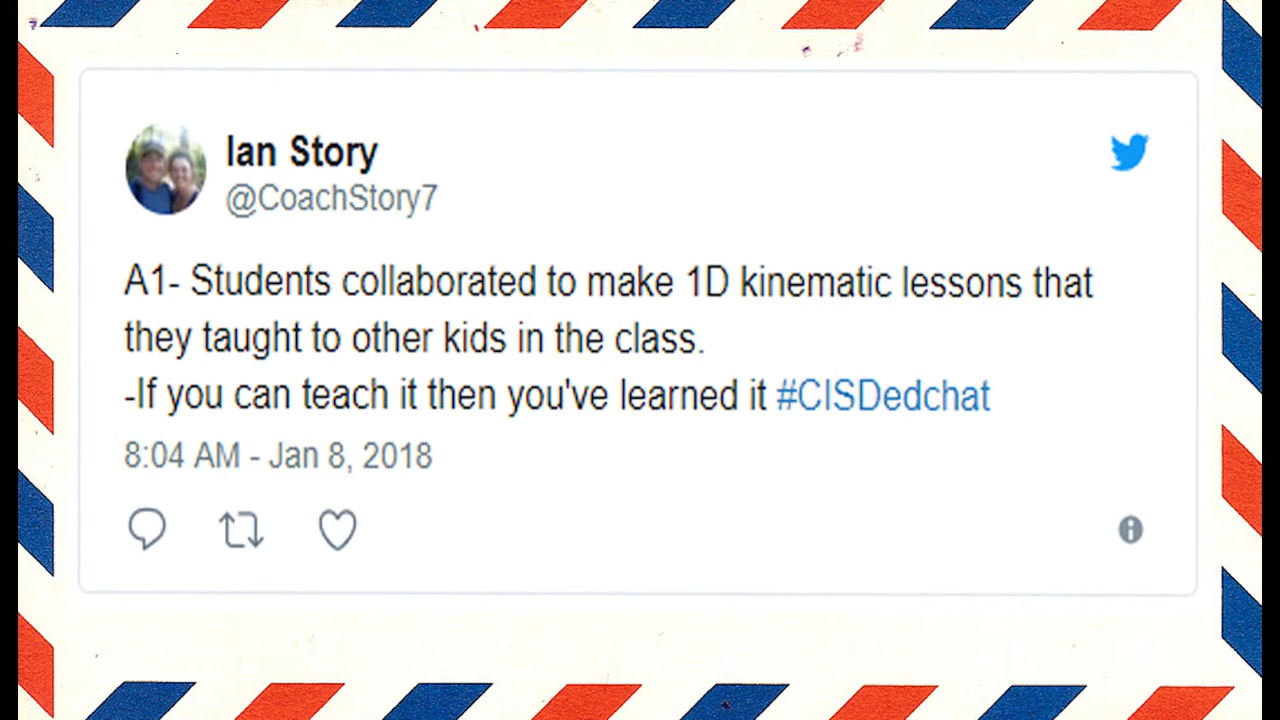 Ian Story
@CoachStory7
A1- Students collaborated to make 1D kinematic lessons that
they taught to other kids in the class.
-If you can teach it then you've learned it #CISDedchat
8:04 AM - Jan 8, 2018